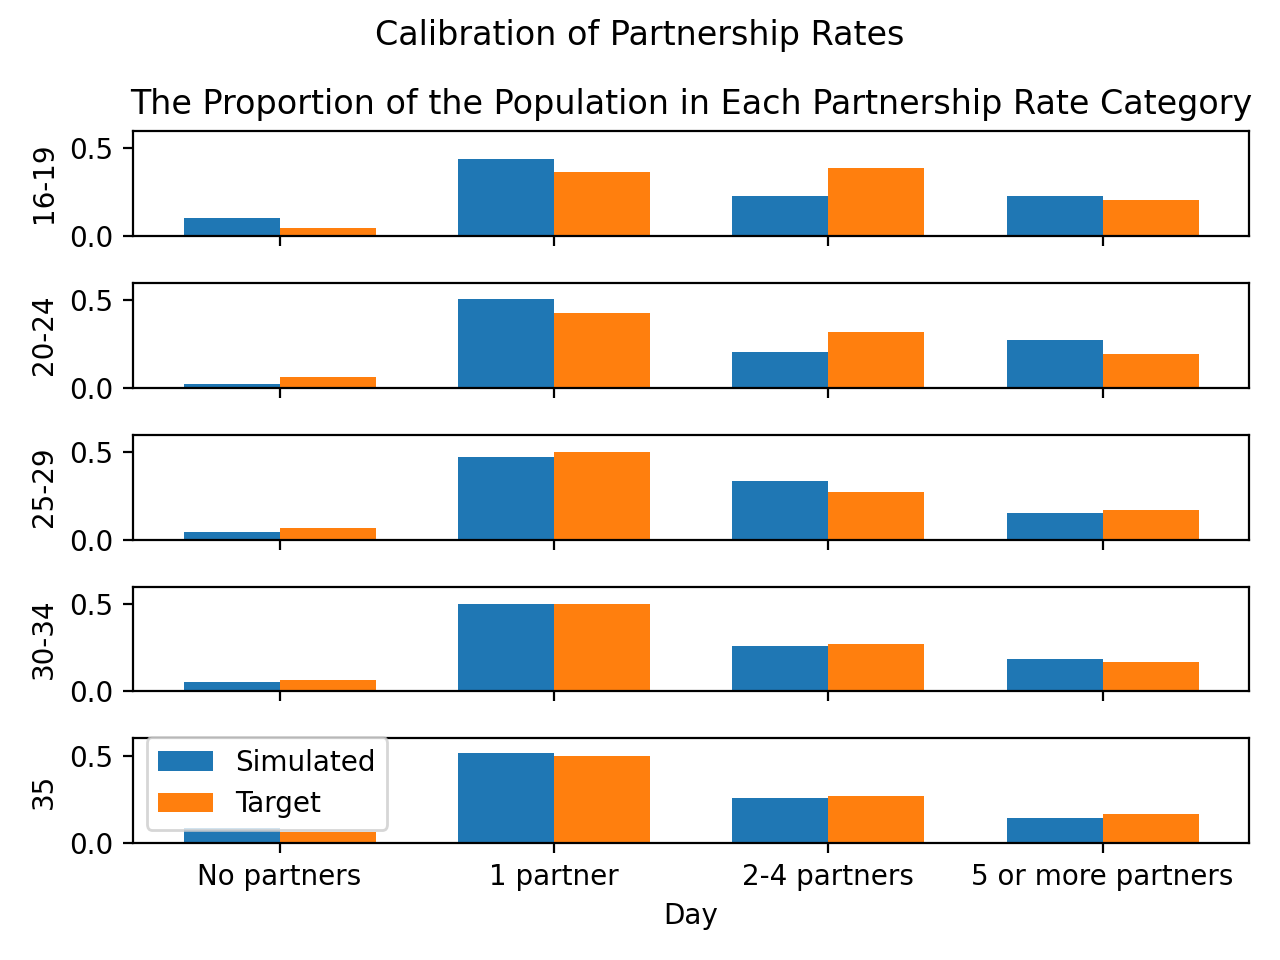 Calibration of Partnership Rates
The Proportion of the Population in Each Partnership Rate Category
0.5
16-19
0.0
0.5
20-24
0.0
0.5
25-29
0.0
0.5
30-34
0.0
0.5
35
0.0
Simulated
Target
No partners
1 partner
2-4 partners
5 or more partners
Day